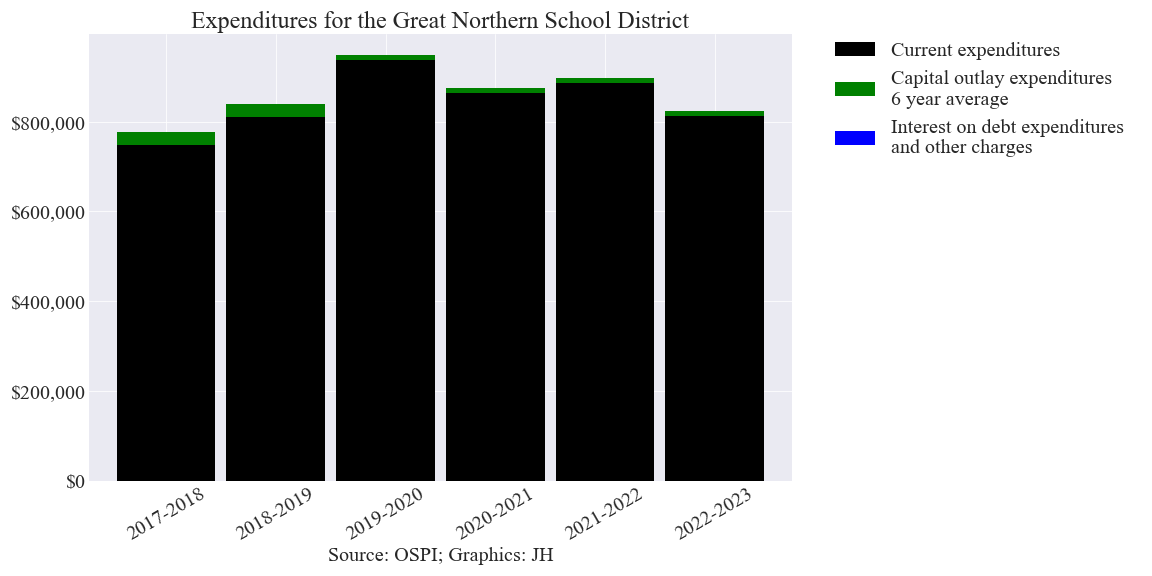 Expenditures for the Great Northern School District
Current expenditures
Capital outlay expenditures
6 year average
Interest on debt expenditures
and other charges
$800,000
$600,000
$400,000
$200,000
$0
2017-2018
2018-2019
2019-2020
2020-2021
2021-2022
2022-2023
Source: OSPI; Graphics: JH